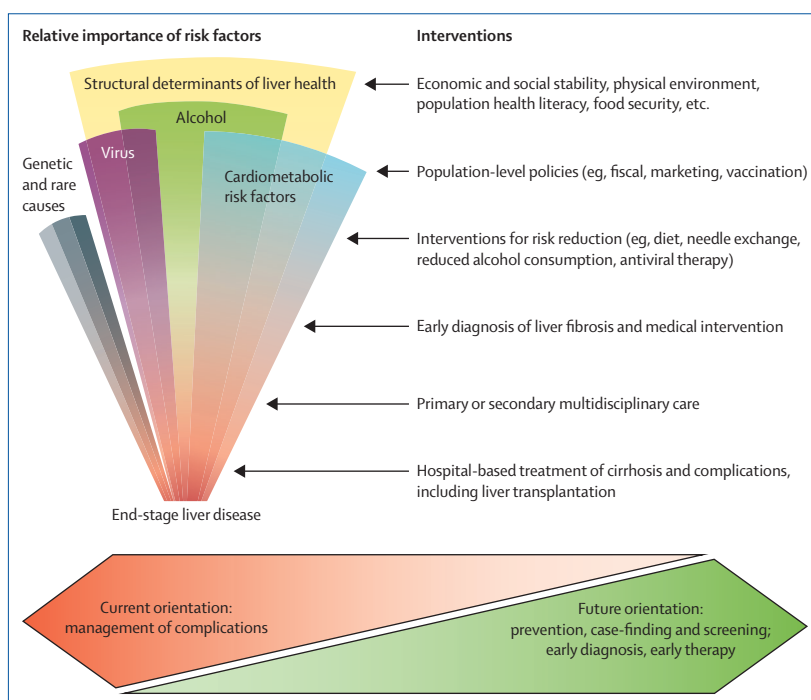 Relative importance of risk factors
Interventions
Structural determinants of liver health
Economic and social stability, physical environment,
population health literacy, food security, etc.
Alcohol
Virus
Genetic
and rare
causes
Cardiometabolic
risk factors
Population-level policies (eg, fiscal, marketing, vaccination)
Interventions for risk reduction (eg, diet, needle exchange,
reduced alcohol consumption, antiviral therapy)
Early diagnosis of liver fibrosis and medical intervention
Primary or secondary multidisciplinary care
Hospital-based treatment of cirrhosis and complications,
including liver transplantation
End-stage liver disease
Current orientation:
management of complications
Future orientation:
prevention, case-finding and screening;
early diagnosis, early therapy